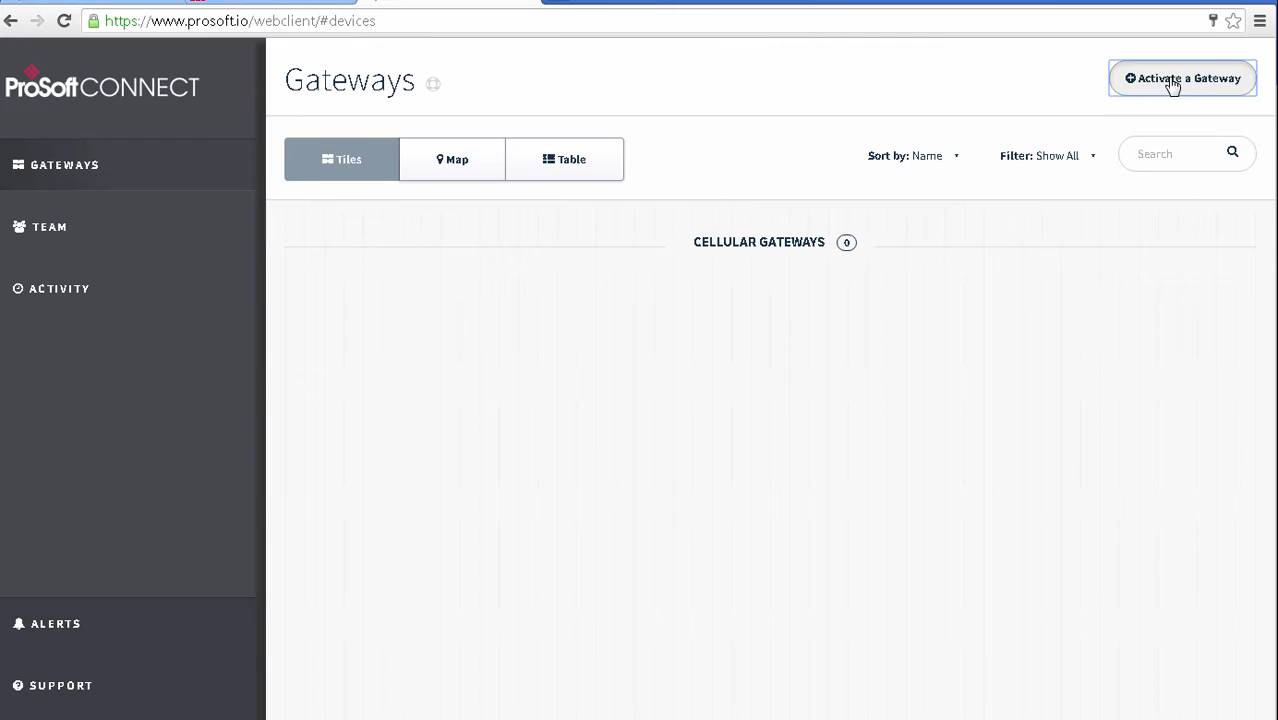 https://www.prosoft.io/webclient/#devices
ProSoft CONNECT
Gateways
Activate a Gateway
GATEWAYS
TEAM
ACTIVITY
ALERTS
SUPPORT
Tiles
Map
Table
Sort by: Name
Filter: Show All
Search
CELLULAR GATEWAYS 0